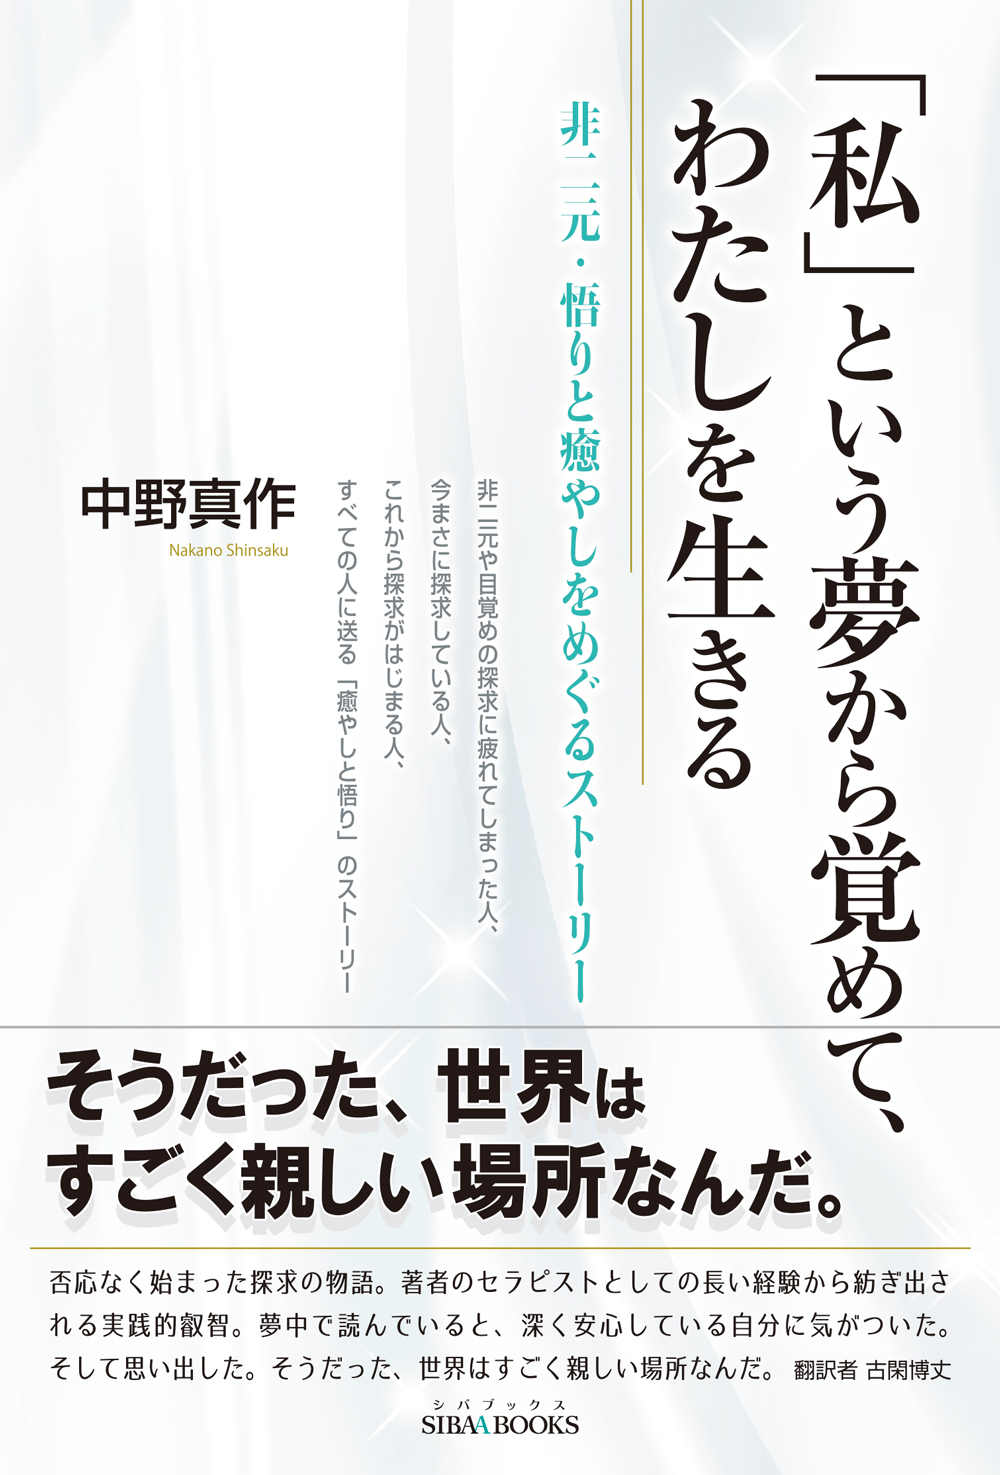 「私」という夢から覚めて、
わたしを生きる
非二元・悟りと癒やしをめぐるストーリー
非二元や目覚めの探求に疲れてしまった人、
今まさに探求している人、
これから探求がはじまる人、
すべての人に送る「癒やしと悟り」のストーリー
中野真作
Nakano Shinsaku
そうだった、世界は
すごく親しい場所なんだ。
否応なく始まった探求の物語。著者のセラピストとしての長い経験から紡ぎ出さ
れる実践的叡智。夢中で読んでいると、深く安心している自分に気がついた。
そして思い出した。そうだった、世界はすごく親しい場所なんだ。 翻訳者 古閑博丈
シバブックス
SIBAA BOOKS